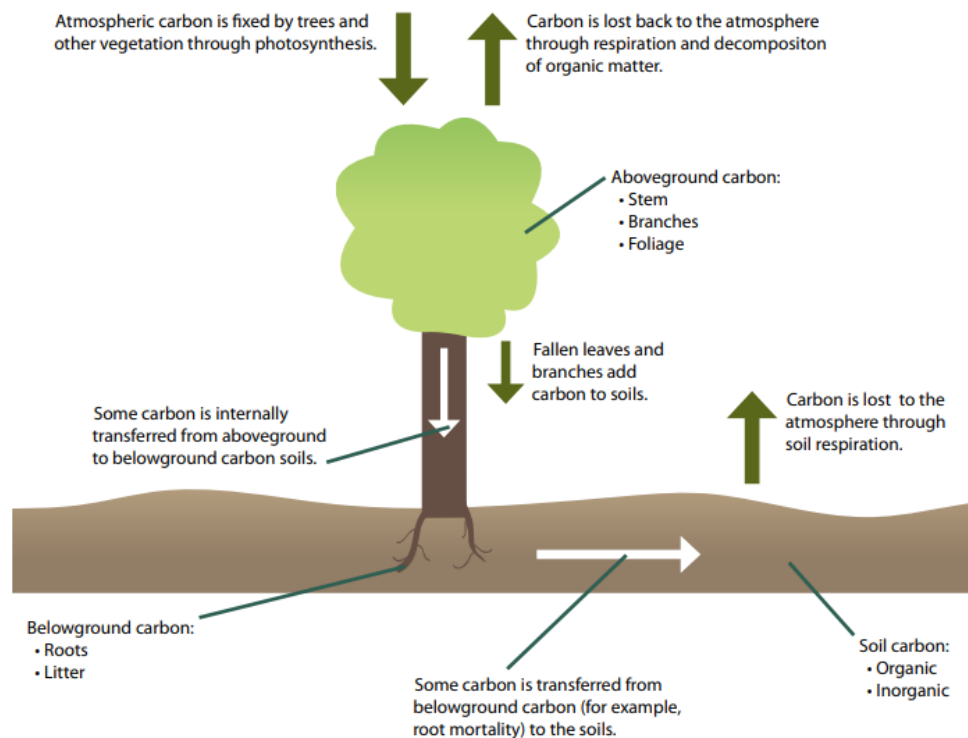 Atmospheric carbon is fixed by trees and
other vegetation through photosynthesis.
Carbon is lost back to the atmosphere
through respiration and decompositon
of organic matter.
Aboveground carbon:
• Stem
• Branches
• Foliage
Fallen leaves and
branches add
carbon to soils.
Some carbon is internally
transferred from aboveground
to belowground carbon soils.
Carbon is lost to the
atmosphere through
soil respiration.
Belowground carbon:
• Roots
• Litter
Some carbon is transferred from
belowground carbon (for example,
root mortality) to the soils.
Soil carbon:
• Organic
• Inorganic